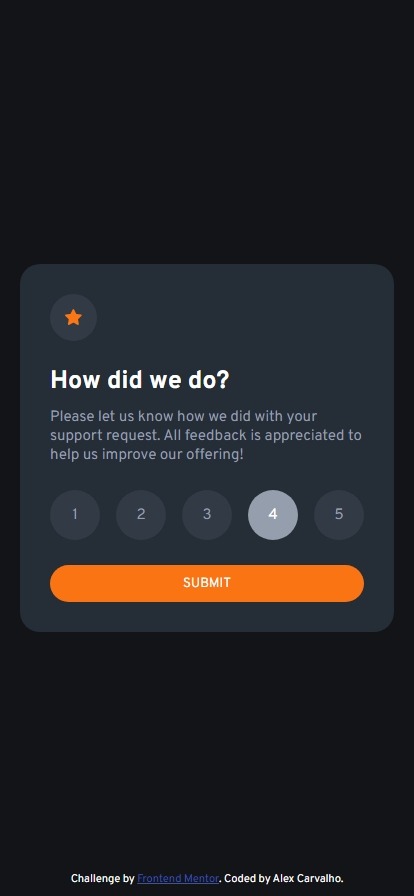 How did we do?
Please let us know how we did with your
support request. All feedback is appreciated to
help us improve our offering!
1 2 3 4 5
SUBMIT
Challenge by Frontend Mentor. Coded by Alex Carvalho.